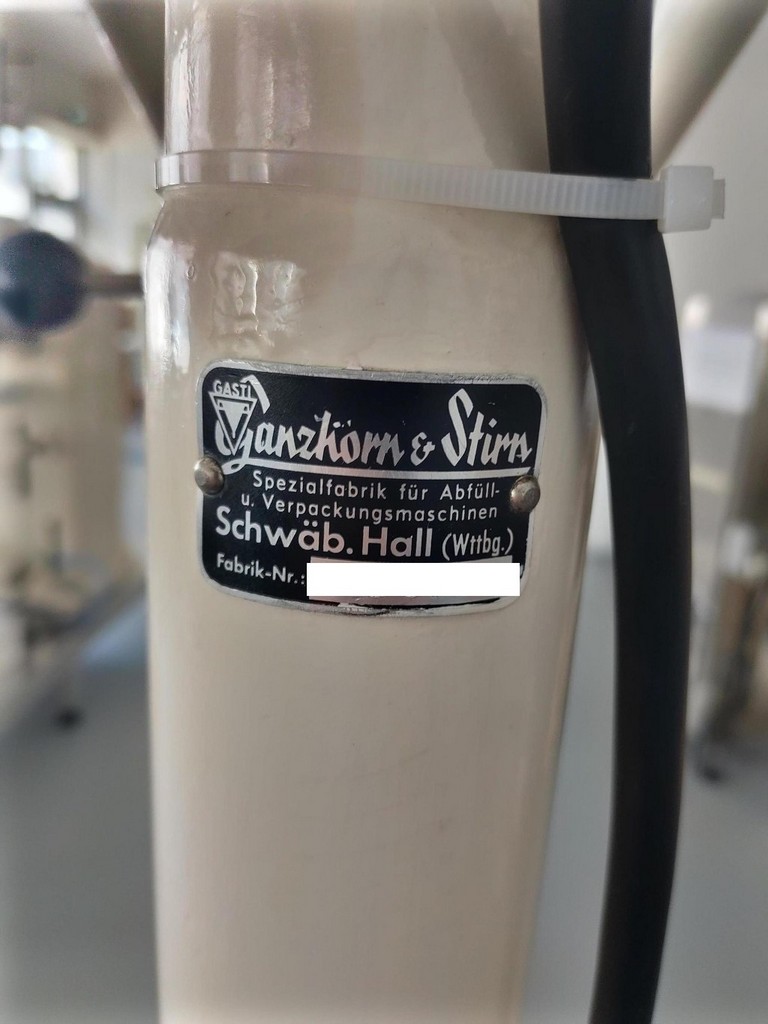 GASTI
Ganzhorn & Stirn
Spezialfabrik für Abfüll-
u. Verpackungsmaschinen
Schwäb. Hall (Wttbg.)
Fabrik-Nr.: